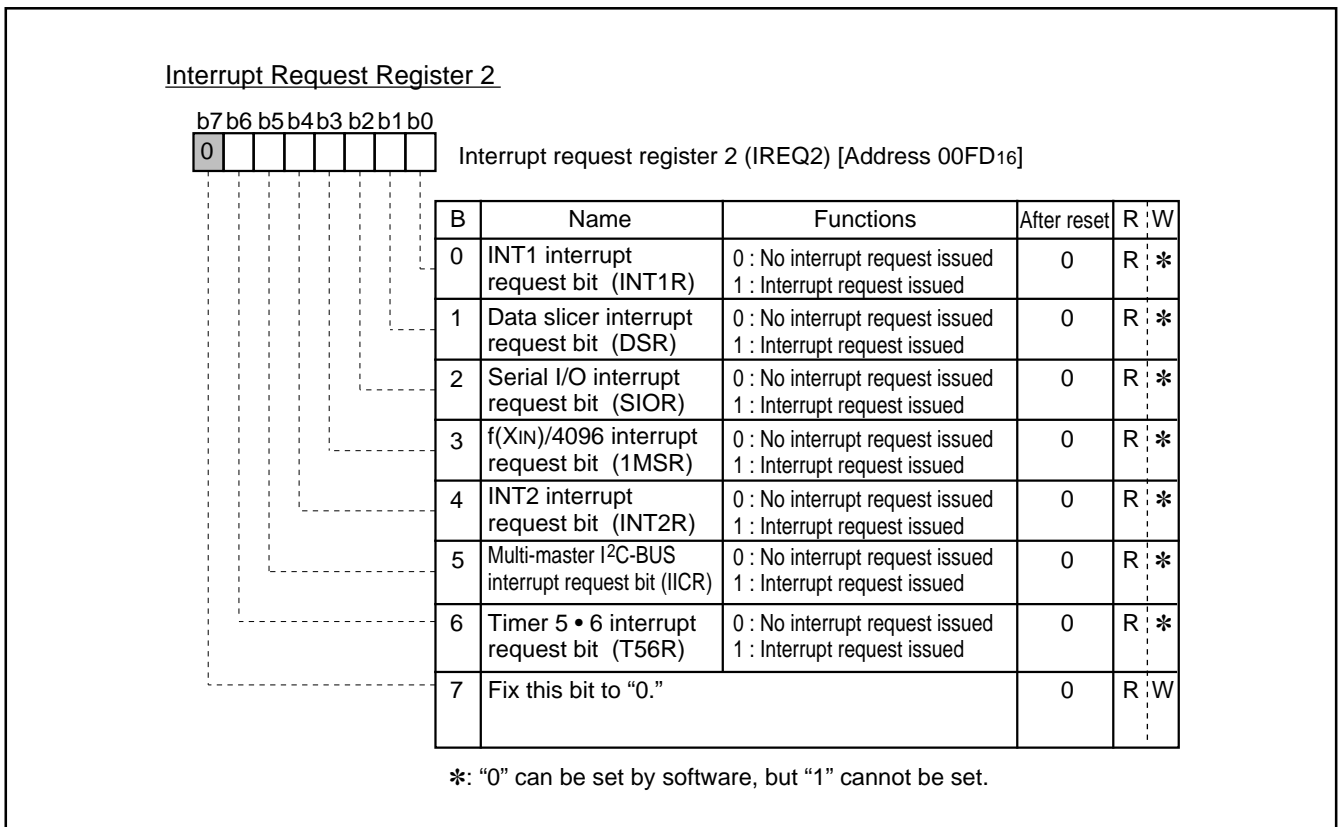 Interrupt Request Register 2
b7 b6 b5 b4 b3 b2 b1 b0
0
Interrupt request register 2 (IREQ2) [Address 00FD16]
B Name Functions After reset R W
0 INT1 interrupt request bit (INT1R) 0 : No interrupt request issued 1 : Interrupt request issued 0 R ✻
1 Data slicer interrupt request bit (DSR) 0 : No interrupt request issued 1 : Interrupt request issued 0 R ✻
2 Serial I/O interrupt request bit (SIOR) 0 : No interrupt request issued 1 : Interrupt request issued 0 R ✻
3 f(XIN)/4096 interrupt request bit (1MSR) 0 : No interrupt request issued 1 : Interrupt request issued 0 R ✻
4 INT2 interrupt request bit (INT2R) 0 : No interrupt request issued 1 : Interrupt request issued 0 R ✻
5 Multi-master I2C-BUS interrupt request bit (IICR) 0 : No interrupt request issued 1 : Interrupt request issued 0 R ✻
6 Timer 5 • 6 interrupt request bit (T56R) 0 : No interrupt request issued 1 : Interrupt request issued 0 R ✻
7 Fix this bit to “0.” 0 R W
✻: “0” can be set by software, but “1” cannot be set.